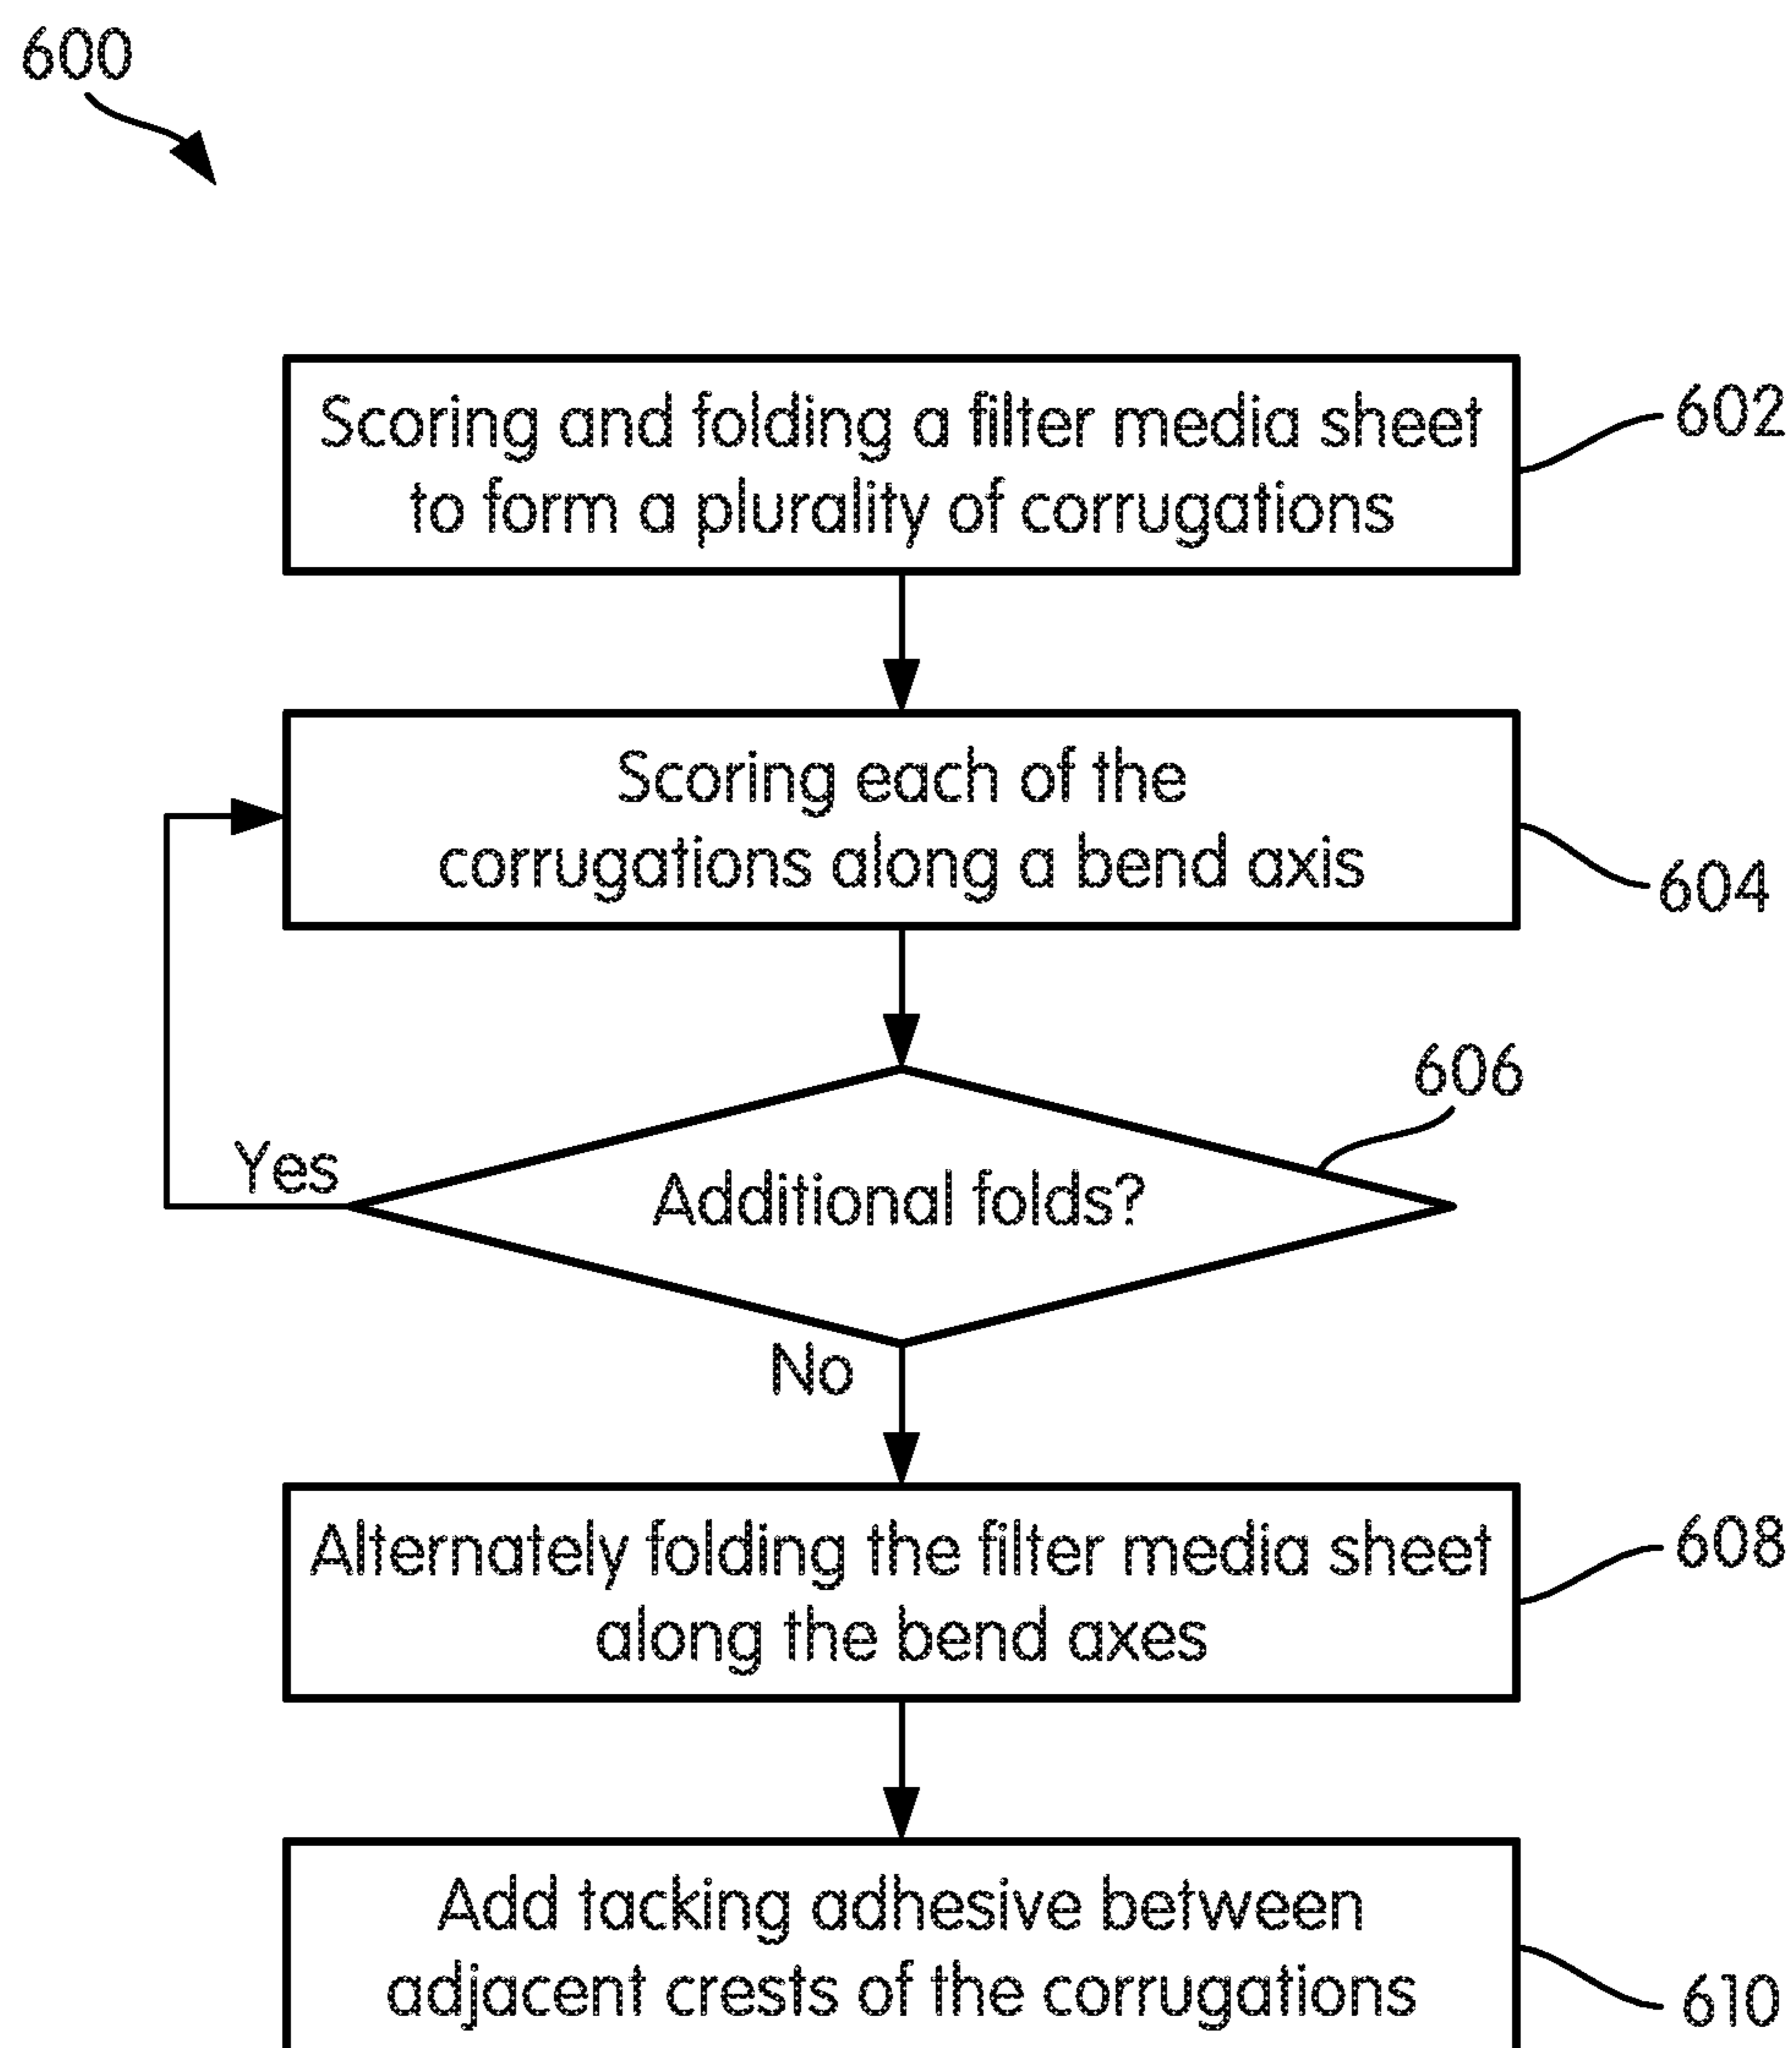 600
Scoring and folding a filter media sheet
to form a plurality of corrugations
602
Scoring each of the
corrugations along a bend axis
604
606
Yes
Additional folds?
No
Alternately folding the filter media sheet
along the bend axes
608
Add tacking adhesive between
adjacent crests of the corrugations
610